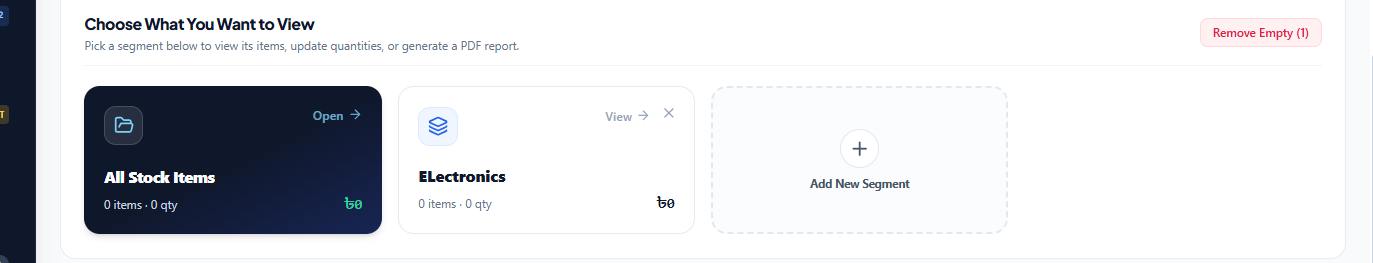 2
Choose What You Want to View
Pick a segment below to view its items, update quantities, or generate a PDF report.
Remove Empty (1)
T
Open →
All Stock Items
0 items · 0 qty
৳0
View → ×
ELectronics
0 items · 0 qty
৳0
+
Add New Segment